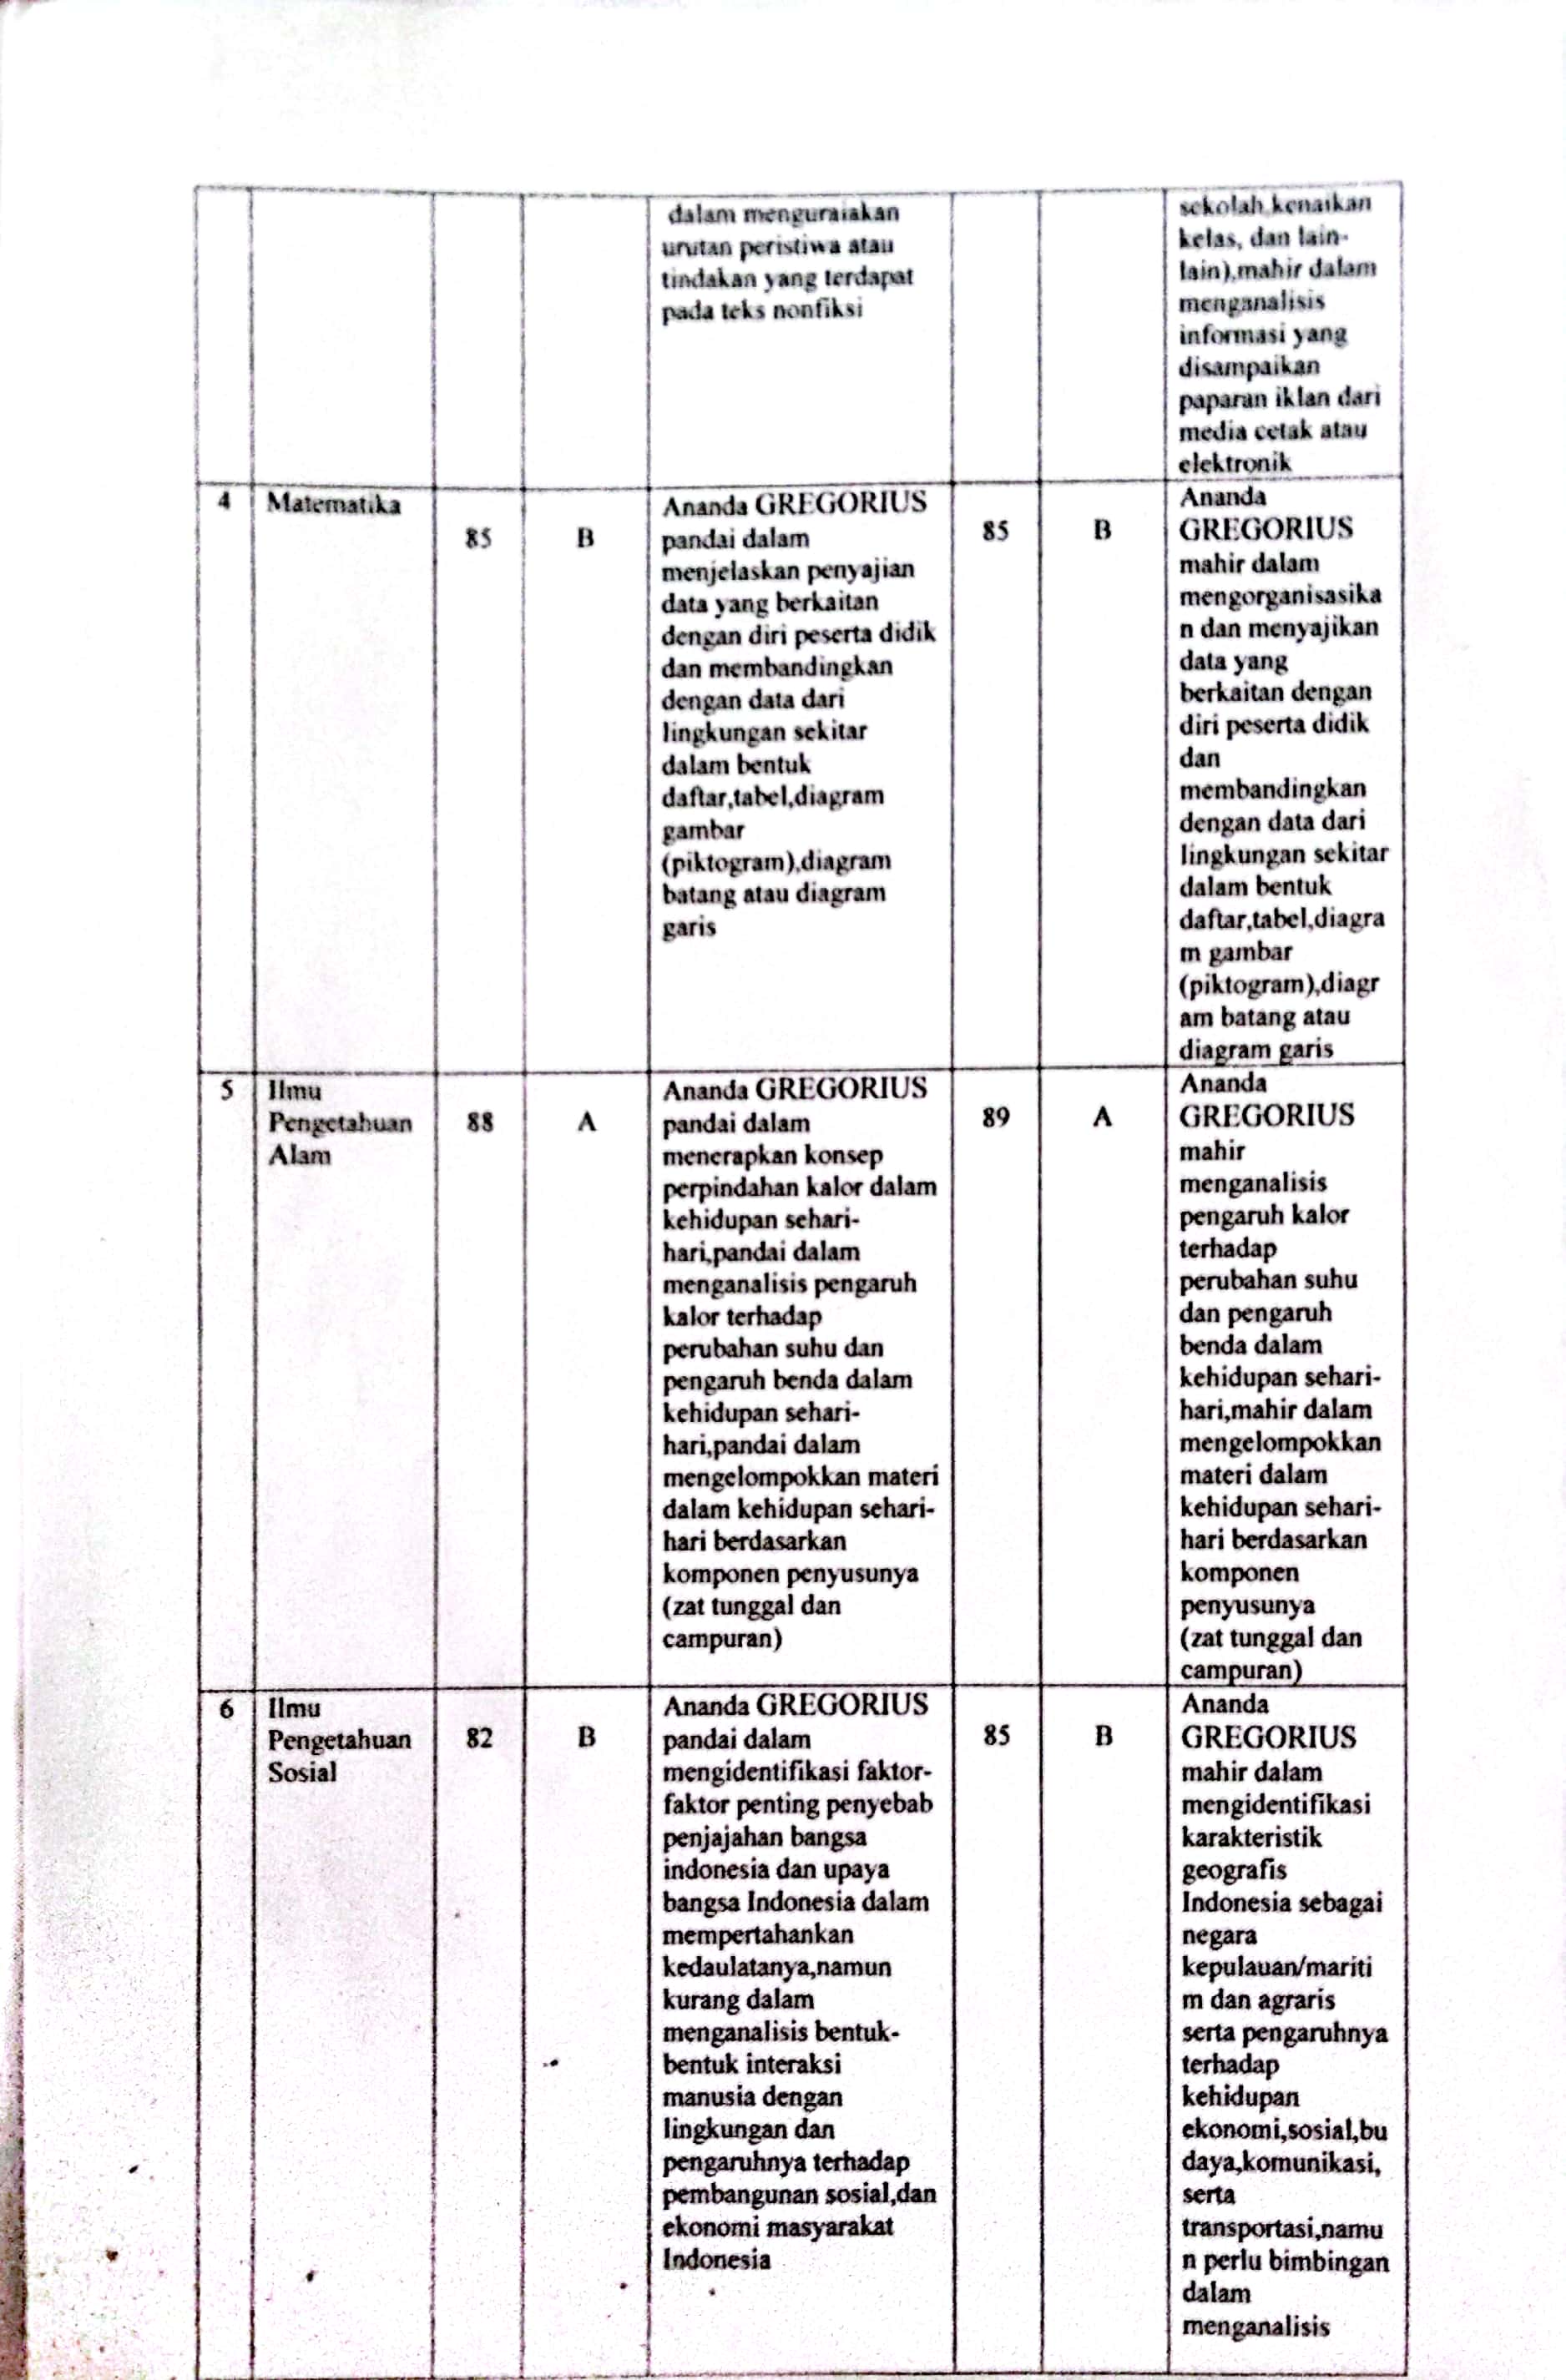 dalam menguraiakan
urutan peristiwa atau
tindakan yang terdapat
pada teks nonfiksi
sekolah kenaikan
kelas, dan lain-
lain),mahir dalam
menganalisis
informasi yang
disampaikan
paparan iklan dari
media cetak atau
elektronik
4
Matematika
85
B
Ananda GREGORIUS
pandai dalam
menjelaskan penyajian
data yang berkaitan
dengan diri peserta didik
dan membandingkan
dengan data dari
lingkungan sekitar
dalam bentuk
daftar,tabel,diagram
gambar
(piktogram),diagram
batang atau diagram
garis
85
B
Ananda
GREGORIUS
mahir dalam
mengorganisasika
n dan menyajikan
data yang
berkaitan dengan
diri peserta didik
dan
membandingkan
dengan data dari
lingkungan sekitar
dalam bentuk
daftar,tabel,diagra
m gambar
(piktogram),diagr
am batang atau
diagram garis
5
Ilmu
Pengetahuan
Alam
88
A
Ananda GREGORIUS
pandai dalam
menerapkan konsep
perpindahan kalor dalam
kehidupan sehari-
hari,pandai dalam
menganalisis pengaruh
kalor terhadap
perubahan suhu dan
pengaruh benda dalam
kehidupan sehari-
hari,pandai dalam
mengelompokkan materi
dalam kehidupan sehari-
hari berdasarkan
komponen penyusunya
(zat tunggal dan
campuran)
89
A
Ananda
GREGORIUS
mahir
menganalisis
pengaruh kalor
terhadap
perubahan suhu
dan pengaruh
benda dalam
kehidupan sehari-
hari,mahir dalam
mengelompokkan
materi dalam
kehidupan sehari-
hari berdasarkan
komponen
penyusunya
(zat tunggal dan
campuran)
6
Ilmu
Pengetahuan
Sosial
82
B
Ananda GREGORIUS
pandai dalam
mengidentifikasi faktor-
faktor penting penyebab
penjajahan bangsa
indonesia dan upaya
bangsa Indonesia dalam
mempertahankan
kedaulatanya,namun
kurang dalam
menganalisis bentuk-
bentuk interaksi
manusia dengan
lingkungan dan
pengaruhnya terhadap
pembangunan sosial,dan
ekonomi masyarakat
Indonesia
85
B
Ananda
GREGORIUS
mahir dalam
mengidentifikasi
karakteristik
geografis
Indonesia sebagai
negara
kepulauan/mariti
m dan agraris
serta pengaruhnya
terhadap
kehidupan
ekonomi,sosial,bu
daya,komunikasi,
serta
transportasi,namu
n perlu bimbingan
dalam
menganalisis